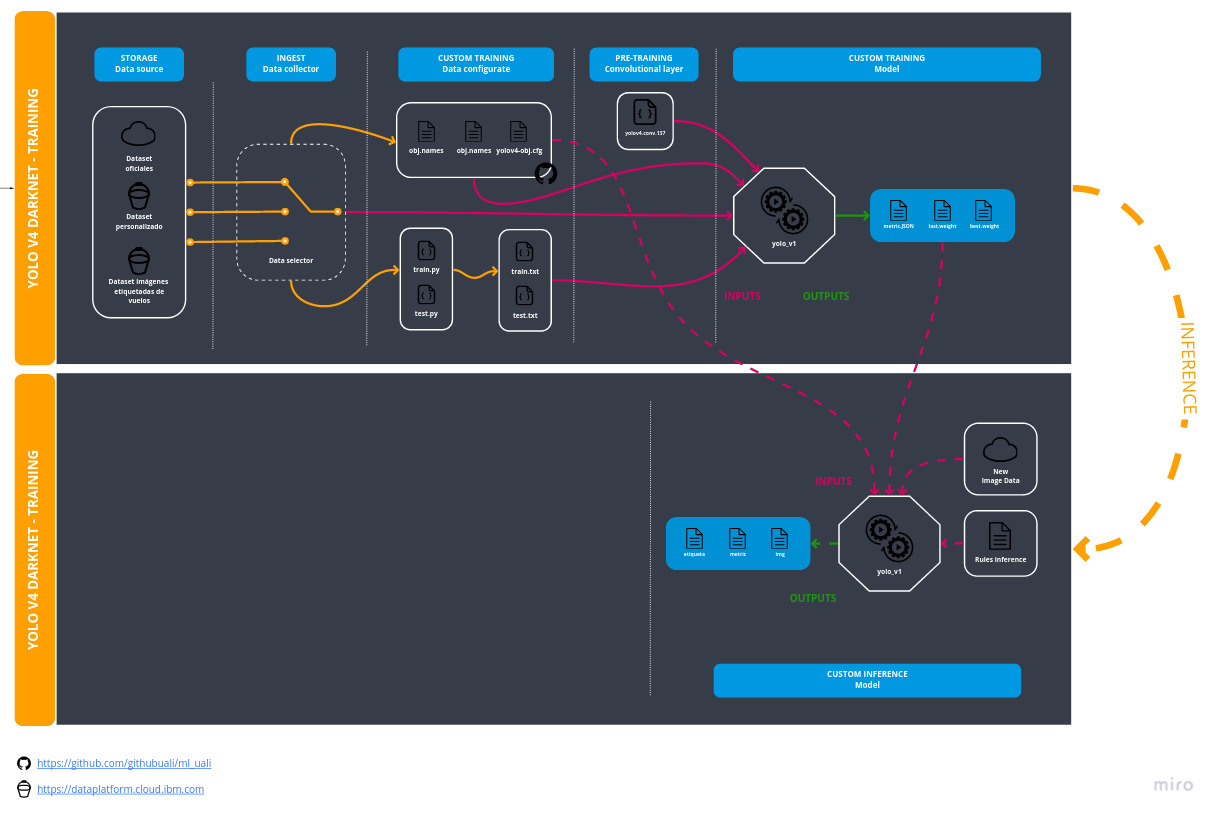 YOLO V4 DARKNET - TRAINING
STORAGE
Data source
INGEST
Data collector
CUSTOM TRAINING
Data configurate
PRE-TRAINING
Convolutional layer
CUSTOM TRAINING
Model
Dataset
oficiales
Dataset
personalizado
Dataset Imágenes
etiquetadas de
vuelos
Data selector
obj.names
obj.names
yolov4-obj.cfg
train.py
test.py
train.txt
test.txt
yolov4.conv.137
yolo_v1
metric.JSON
last.weight
best.weight
INPUTS
OUTPUTS
INFERENCE
YOLO V4 DARKNET - TRAINING
INPUTS
New
Image Data
Rules inference
yolo_v1
etiqueta
metric
img
OUTPUTS
CUSTOM INFERENCE
Model
https://github.com/githubuali/ml_uali
https://dataplatform.cloud.ibm.com
miro